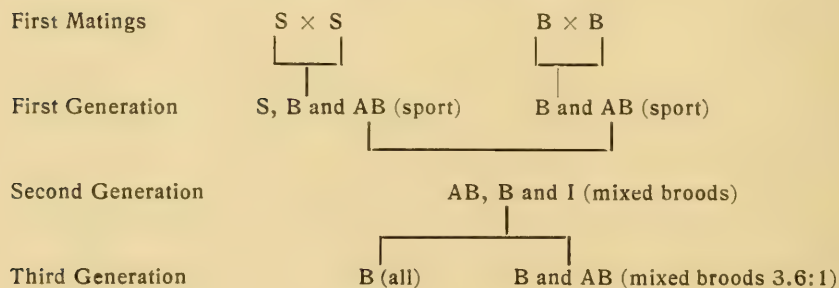 First Matings S × S B × B
First Generation S, B and AB (sport) B and AB (sport)
Second Generation AB, B and I (mixed broods)
Third Generation B (all) B and AB (mixed broods 3.6:1)